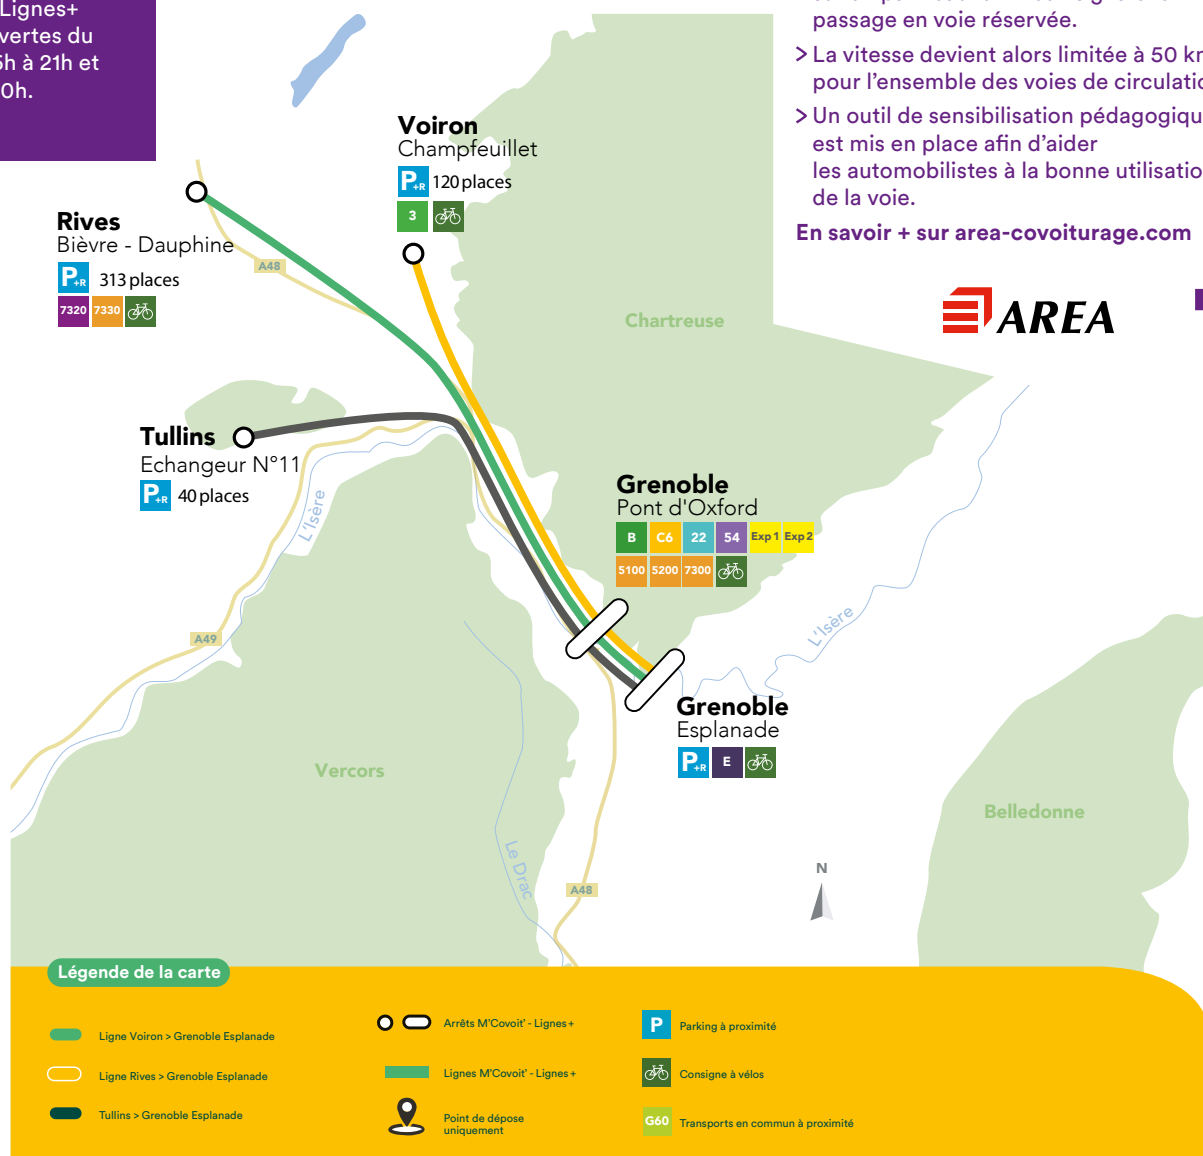 Lignes+
vertes du
h à 21h et
0h.
passage en voie réservée.
> La vitesse devient alors limitée à 50 km
pour l'ensemble des voies de circulatio
> Un outil de sensibilisation pédagogiqu
est mis en place afin d'aider
les automobilistes à la bonne utilisatio
de la voie.
En savoir + sur area-covoiturage.com
AREA
Voiron
Champfeuillet
P+R 120 places
3
Rives
Bièvre - Dauphine
P+R 313 places
7320 7330
A48
Chartreuse
Tullins
Echangeur N°11
P+R 40 places
L'Isère
Grenoble
Pont d'Oxford
B C6 22 54 Exp 1 Exp 2
5100 5200 7300
A49
L'Isère
Grenoble
Esplanade
P+R E
Vercors
Belledonne
Le Drac
A48
N
Légende de la carte
Ligne Voiron > Grenoble Esplanade
Ligne Rives > Grenoble Esplanade
Tullins > Grenoble Esplanade
Arrêts M'Covoit' - Lignes+
Lignes M'Covoit' - Lignes+
Point de dépose
uniquement
P Parking à proximité
Consigne à vélos
G60 Transports en commun à proximité